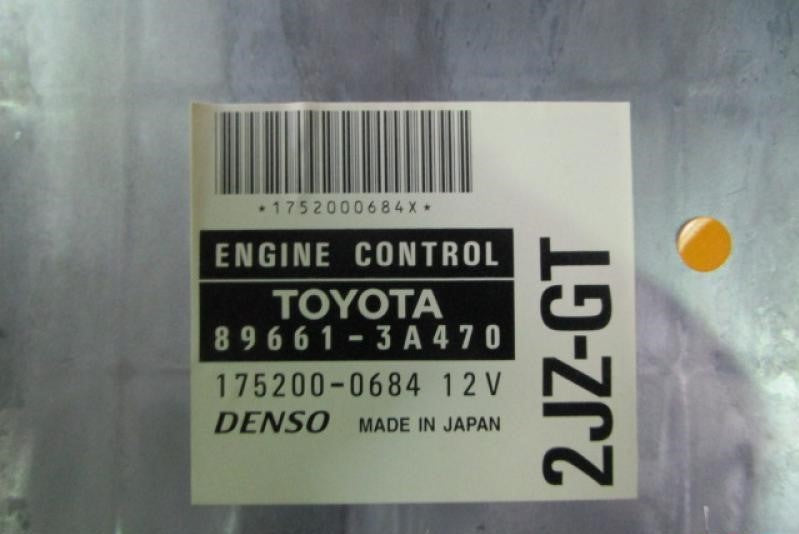 *1752000684X*
ENGINE CONTROL
TOYOTA
89661-3A470
175200-0684 12V
DENSO MADE IN JAPAN
2JZ-GT